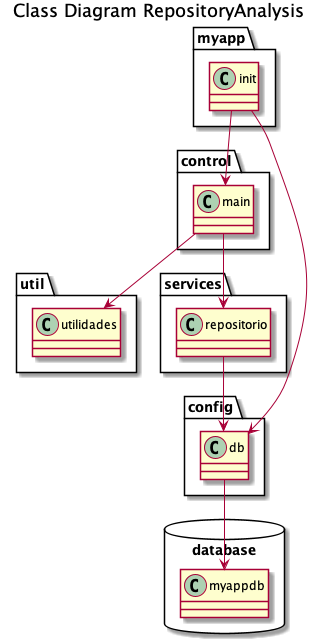 Class Diagram RepositoryAnalysis
myapp
C init
control
C main
util
C utilidades
services
C repositorio
config
C db
database
C myappdb